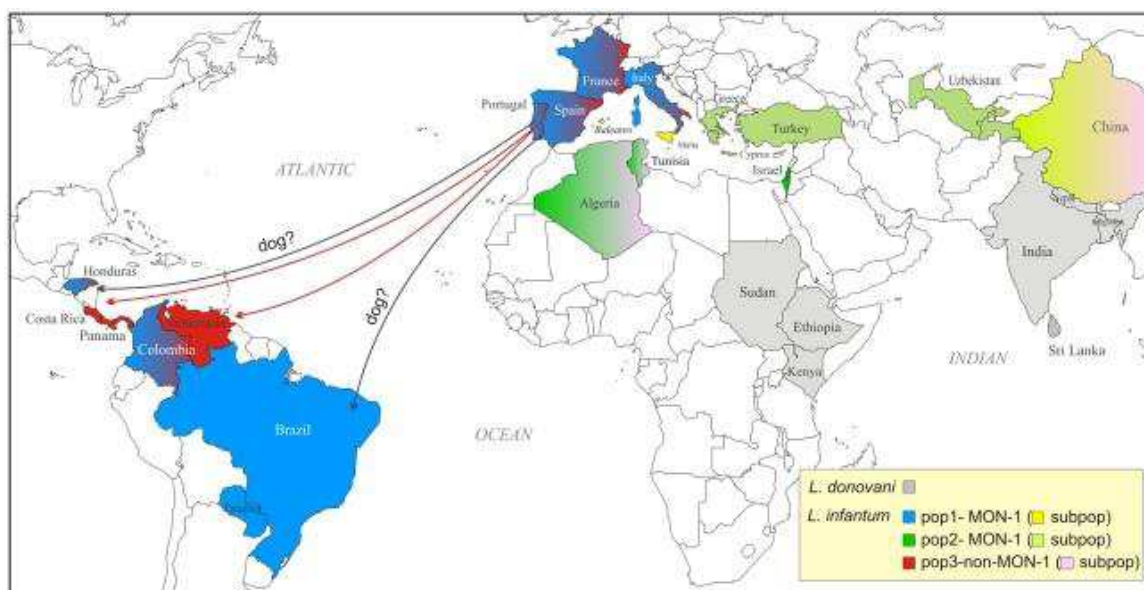 France
Italy
Portugal
Spain
Balearics
Malta
Greece
Turkey
Cyprus
Uzbekistan
China
ATLANTIC
Tunisia
Israel
Algeria
Nepal
India
dog?
Honduras
dog?
Sudan
Costa Rica
Panama
Colombia
Ethiopia
INDIAN
Sri Lanka
Kenya
Brazil
OCEAN
L. donovani
L. infantum
pop1- MON-1 ( subpop)
pop2- MON-1 ( subpop)
pop3-non-MON-1 ( subpop)